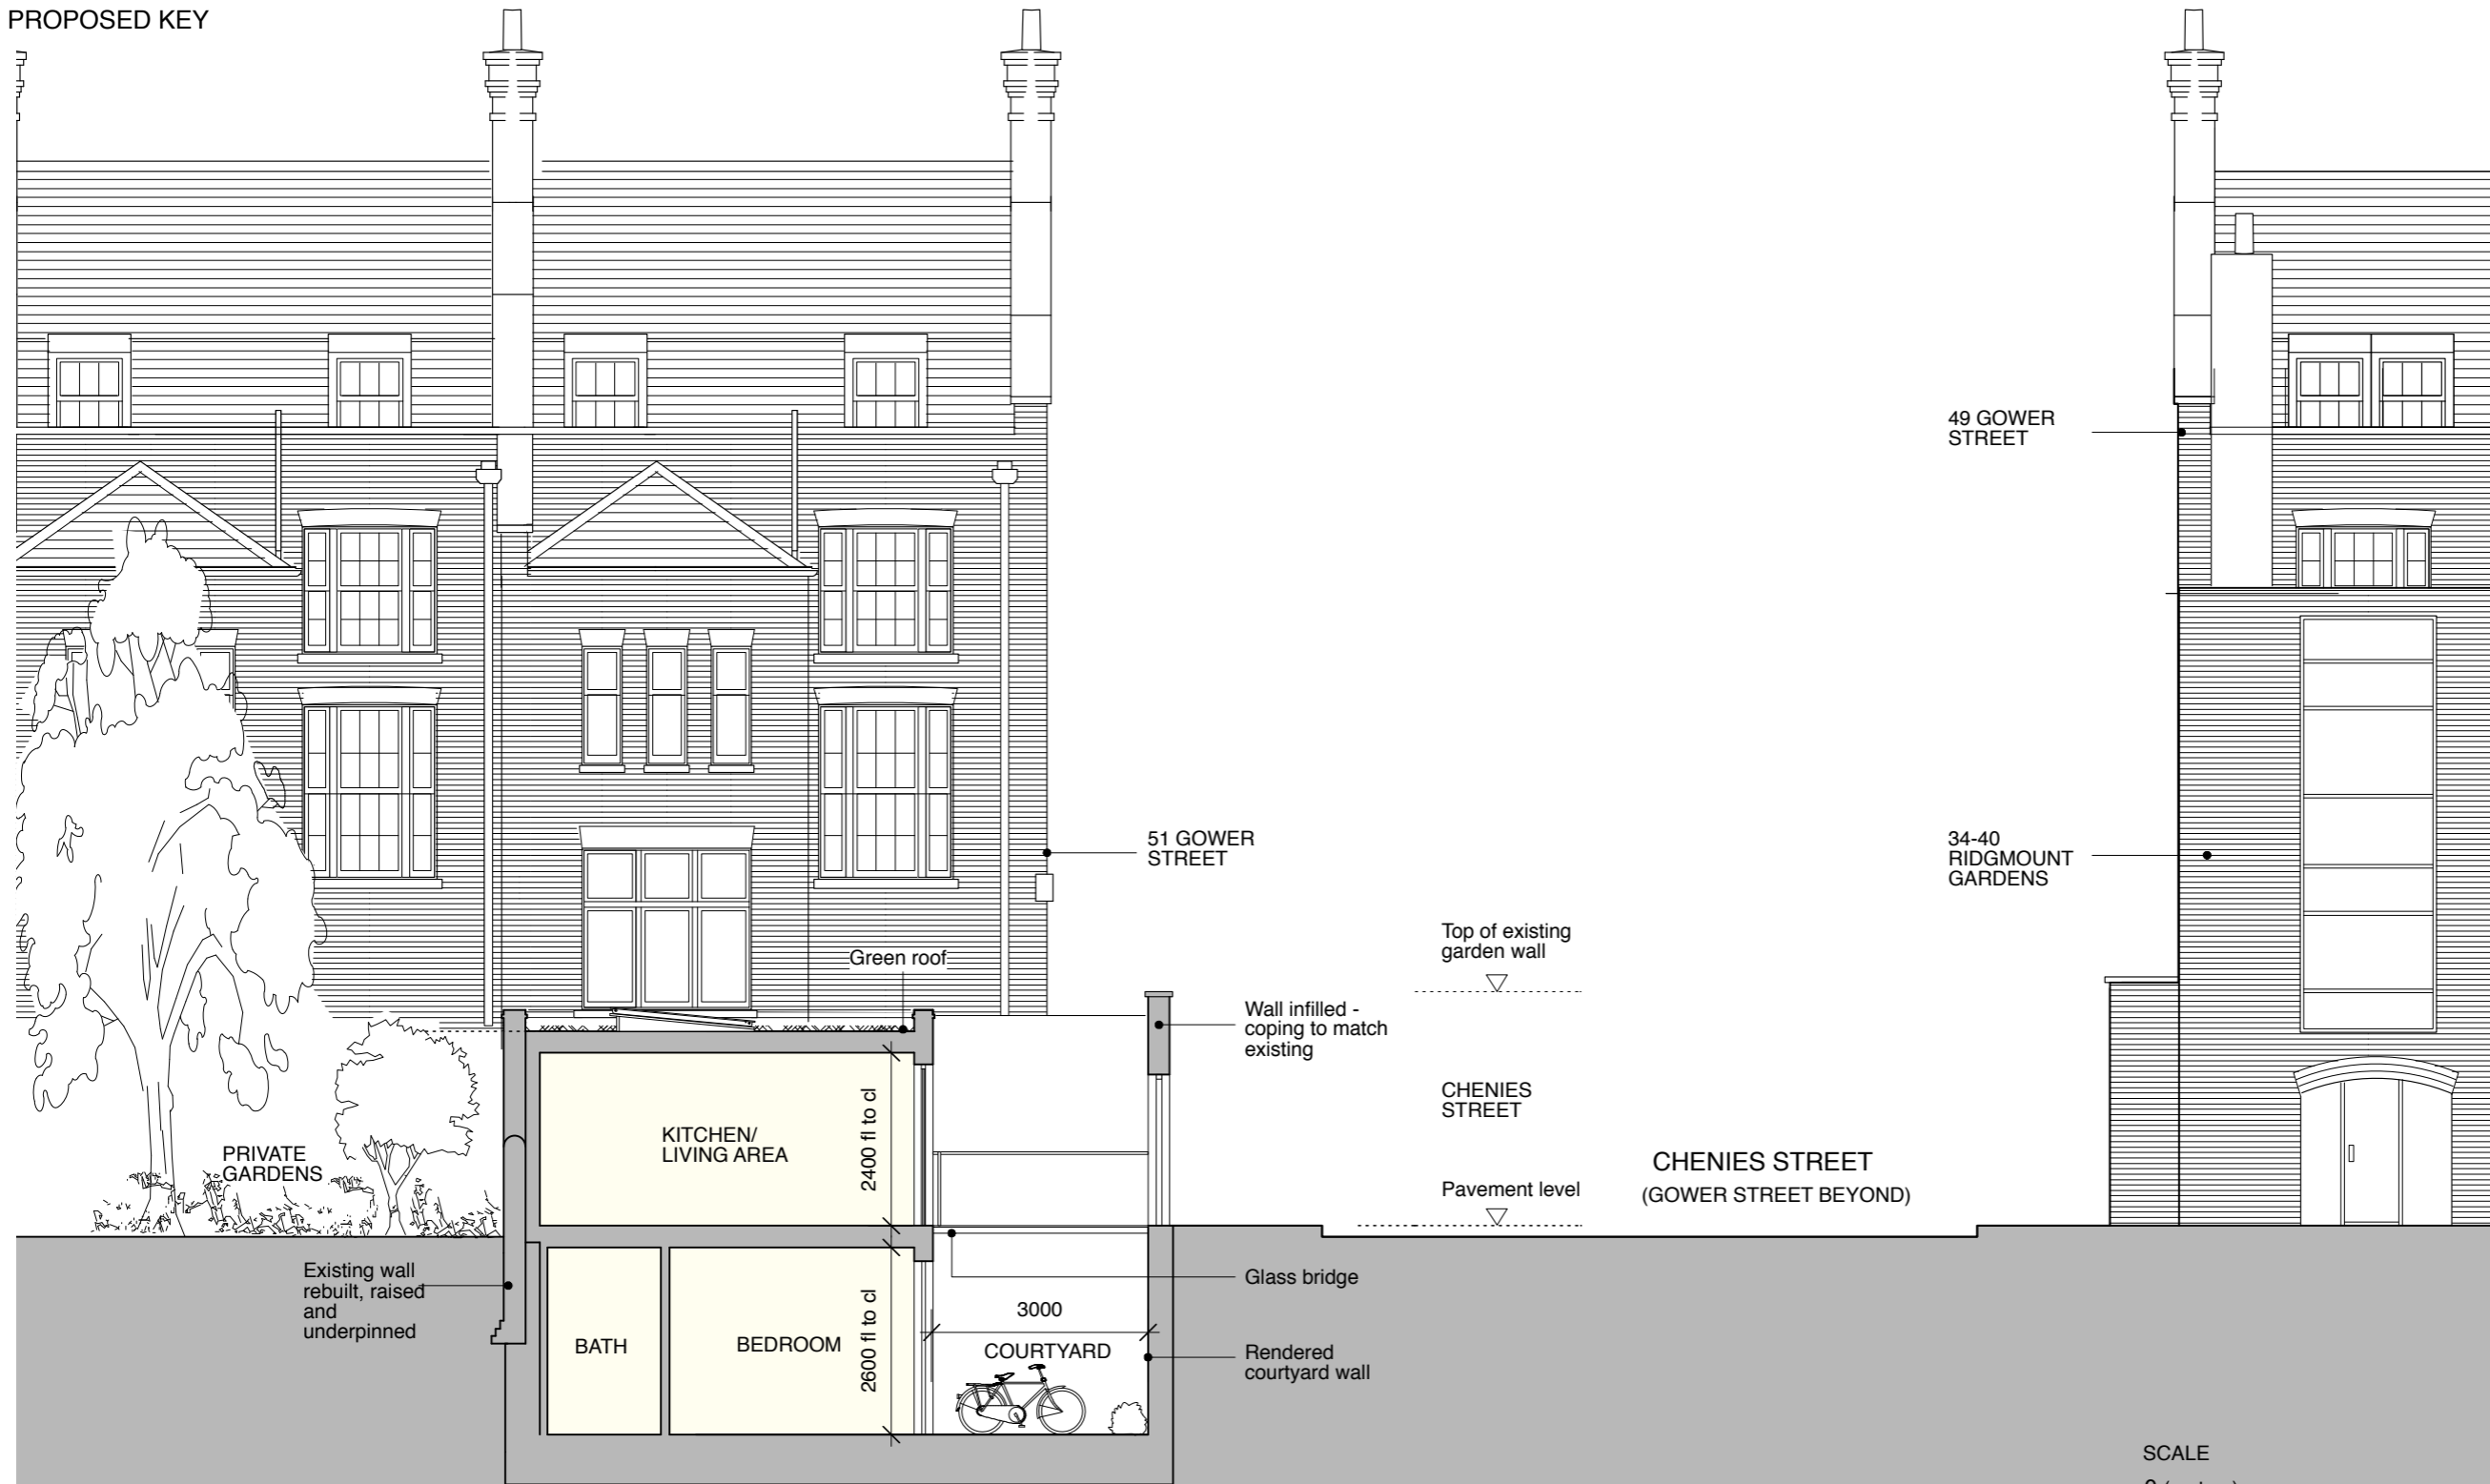 PROPOSED KEY
49 GOWER
STREET
51 GOWER
STREET
34-40
RIDGMOUNT
GARDENS
Top of existing
garden wall
Green roof
Wall infilled -
coping to match
existing
CHENIES
STREET
KITCHEN/
LIVING AREA
2400 fl to cl
PRIVATE
GARDENS
CHENIES STREET
(GOWER STREET BEYOND)
Pavement level
Existing wall
rebuilt, raised
and
underpinned
Glass bridge
3000
BATH
BEDROOM
2600 fl to cl
COURTYARD
Rendered
courtyard wall
SCALE